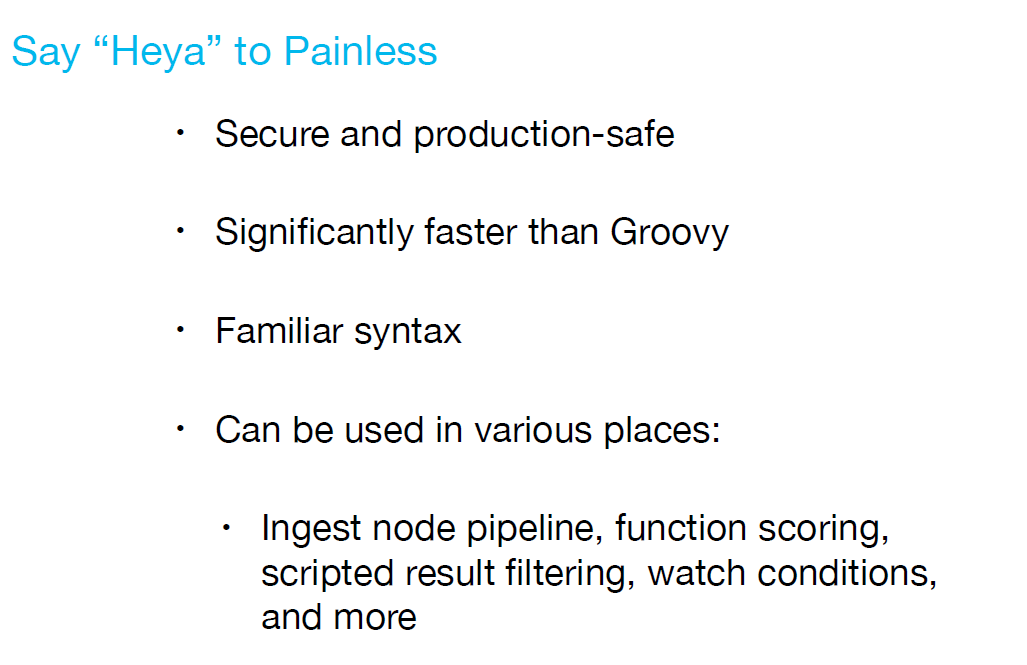 Say “Heya” to Painless
• Secure and production-safe
• Significantly faster than Groovy
• Familiar syntax
• Can be used in various places:
• Ingest node pipeline, function scoring,
scripted result filtering, watch conditions,
and more